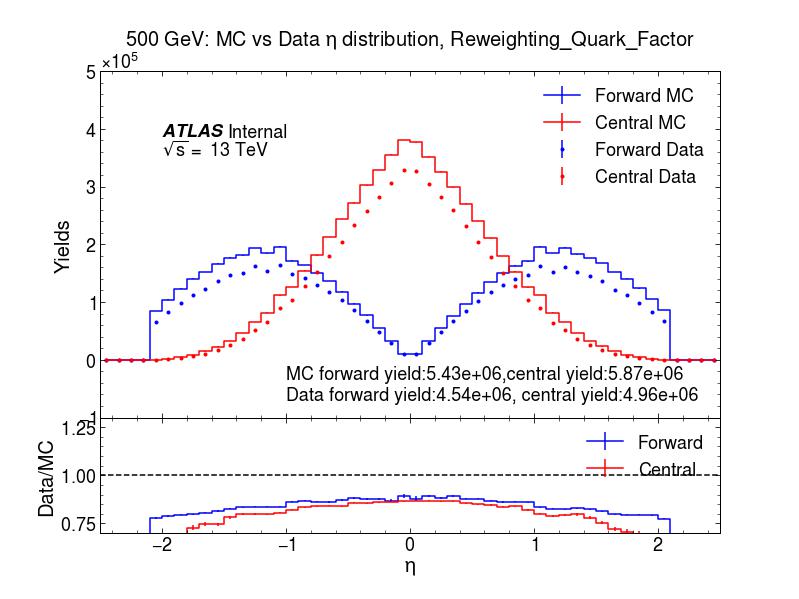 500 GeV: MC vs Data η distribution, Reweighting_Quark_Factor
×10⁵
5
4
3
2
1
0
−1
Yields
ATLAS Internal
√s = 13 TeV
Forward MC
Central MC
Forward Data
Central Data
MC forward yield:5.43e+06,central yield:5.87e+06
Data forward yield:4.54e+06, central yield:4.96e+06
1.25
1.00
0.75
Data/MC
Forward
Central
−2
−1
0
1
2
η